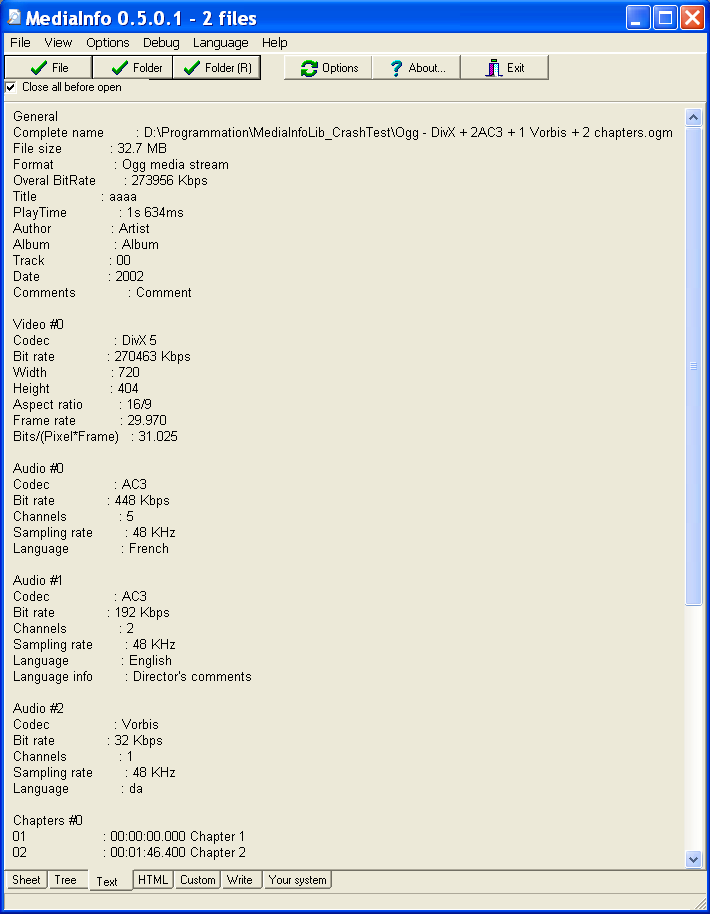 MediaInfo 0.5.0.1 - 2 files
File View Options Debug Language Help
File Folder Folder (R) Options About... Exit
Close all before open
General
Complete name : D:\Programmation\MediaInfoLib_CrashTest\Ogg - DivX + 2AC3 + 1 Vorbis + 2 chapters.ogm
File size : 32.7 MB
Format : Ogg media stream
Overal BitRate : 273956 Kbps
Title : aaaa
PlayTime : 1s 634ms
Author : Artist
Album : Album
Track : 00
Date : 2002
Comments : Comment
Video #0
Codec : DivX 5
Bit rate : 270463 Kbps
Width : 720
Height : 404
Aspect ratio : 16/9
Frame rate : 29.970
Bits/(Pixel*Frame) : 31.025
Audio #0
Codec : AC3
Bit rate : 448 Kbps
Channels : 5
Sampling rate : 48 KHz
Language : French
Audio #1
Codec : AC3
Bit rate : 192 Kbps
Channels : 2
Sampling rate : 48 KHz
Language : English
Language info : Director's comments
Audio #2
Codec : Vorbis
Bit rate : 32 Kbps
Channels : 1
Sampling rate : 48 KHz
Language : da
Chapters #0
01 : 00:00:00.000 Chapter 1
02 : 00:01:46.400 Chapter 2
Sheet Tree Text HTML Custom Write Your system